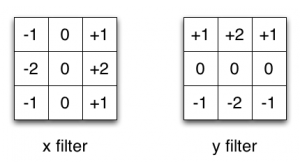 -1 0 +1 +1 +2 +1
-2 0 +2 0 0 0
-1 0 +1 -1 -2 -1
x filter y filter